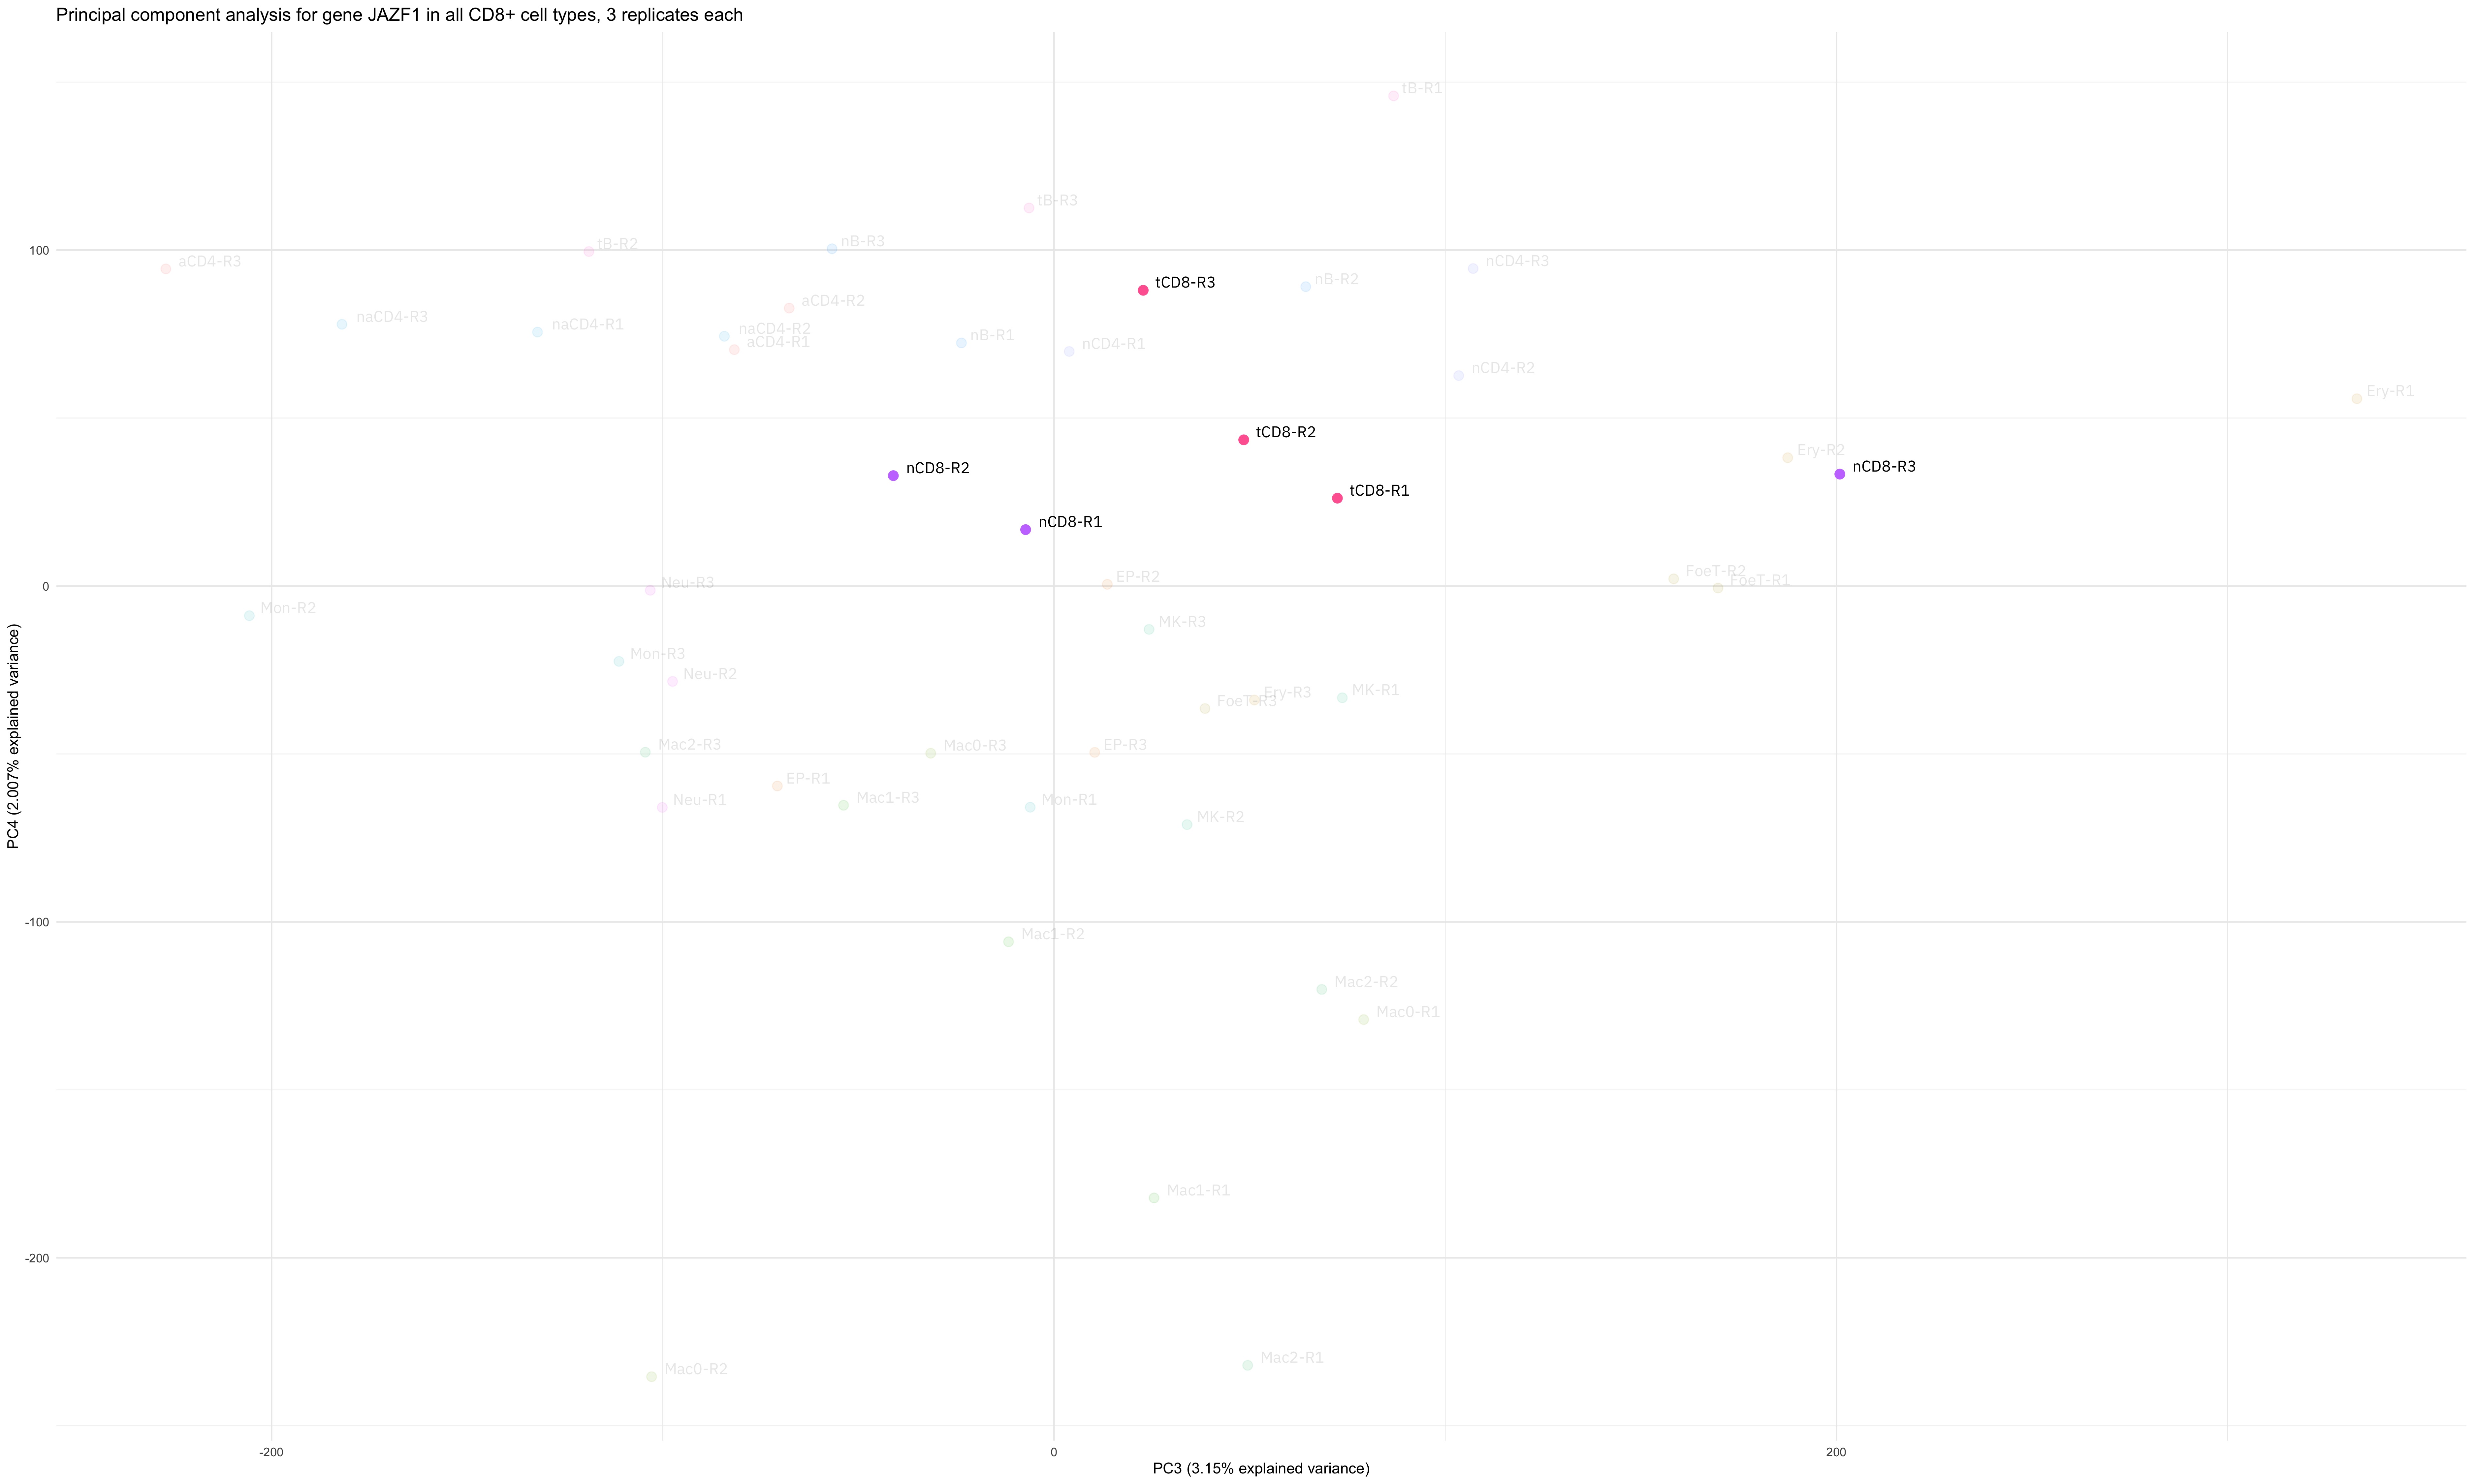 Principal component analysis for gene JAZF1 in all CD8+ cell types, 3 replicates each
tB-R1
tB-R3
tB-R2
nB-R3
100
aCD4-R3
nCD4-R3
nB-R2
tCD8-R3
aCD4-R2
naCD4-R3
naCD4-R1
naCD4-R2
nB-R1
aCD4-R1
nCD4-R1
nCD4-R2
Ery-R1
tCD8-R2
Ery-R2
nCD8-R2
nCD8-R3
tCD8-R1
nCD8-R1
0
Neu-R3
EP-R2
FoeT-R2
FoeT-R1
Mon-R2
MK-R3
Mon-R3
Neu-R2
Ery-R3
MK-R1
FoeT-R3
Mac2-R3
Mac0-R3
EP-R3
EP-R1
Neu-R1
Mac1-R3
Mon-R1
MK-R2
PC4 (2.007% explained variance)
-100
Mac1-R2
Mac2-R2
Mac0-R1
Mac1-R1
-200
Mac2-R1
Mac0-R2
-200
0
200
PC3 (3.15% explained variance)